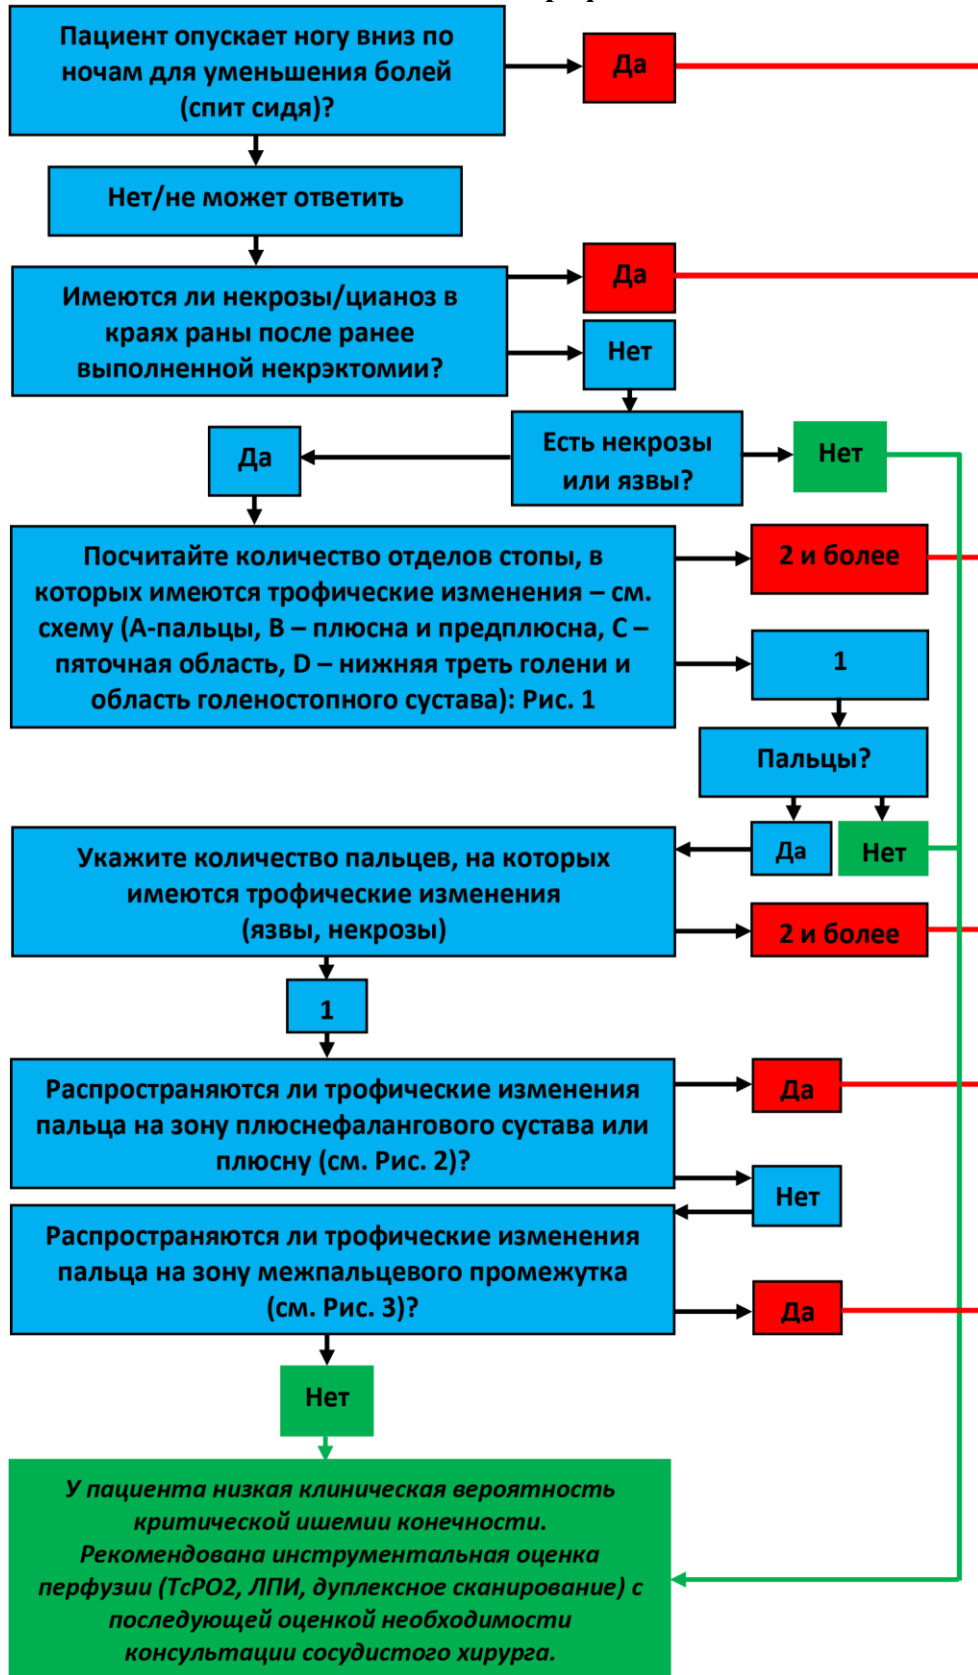 Пациент опускает ногу вниз по
ночам для уменьшения болей
(спит сидя)?
Да
Нет/не может ответить
Имеются ли некрозы/цианоз в
краях раны после ранее
выполненной некрэктомии?
Да
Нет
Есть некрозы
или язвы?
Нет
Да
Посчитайте количество отделов стопы, в
которых имеются трофические изменения – см.
схему (А-пальцы, В – плюсна и предплюсна, С –
пяточная область, D – нижняя треть голени и
область голеностопного сустава): Рис. 1
2 и более
1
Пальцы?
Да
Нет
Укажите количество пальцев, на которых
имеются трофические изменения
(язвы, некрозы)
2 и более
1
Распространяются ли трофические изменения
пальца на зону плюснефалангового сустава или
плюсну (см. Рис. 2)?
Да
Нет
Распространяются ли трофические изменения
пальца на зону межпальцевого промежутка
(см. Рис. 3)?
Да
Нет
У пациента низкая клиническая вероятность
критической ишемии конечности.
Рекомендована инструментальная оценка
перфузии (ТсРО2, ЛПИ, дуплексное сканирование) с
последующей оценкой необходимости
консультации сосудистого хирурга.